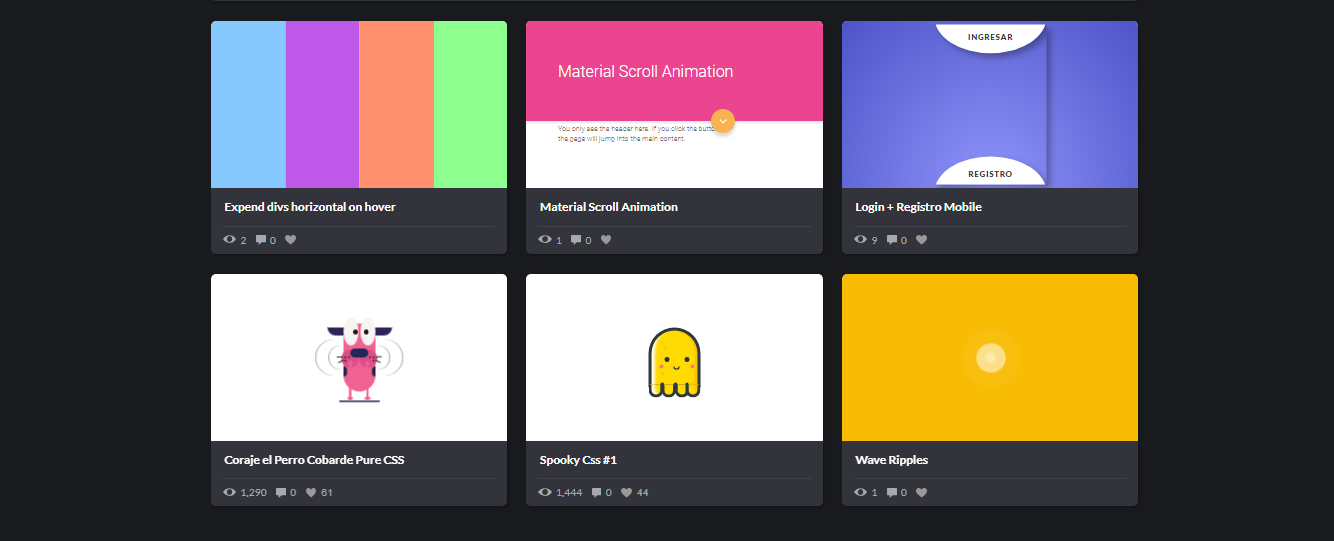 Material Scroll Animation
You only see the header here. If you click the butto
the page will jump into the main content.
INGRESAR
REGISTRO
Expend divs horizontal on hover
2 0
Material Scroll Animation
1 0
Login + Registro Mobile
9 0
Coraje el Perro Cobarde Pure CSS
1,290 0 61
Spooky Css #1
1,444 0 44
Wave Ripples
1 0